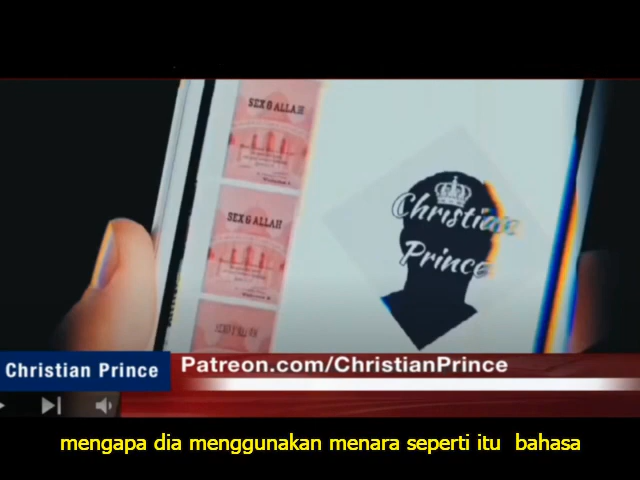 SEX & ALLAH
SEX & ALLAH
Christian
Prince
Christian Prince
Patreon.com/ChristianPrince
mengapa dia menggunakan menara seperti itu bahasa